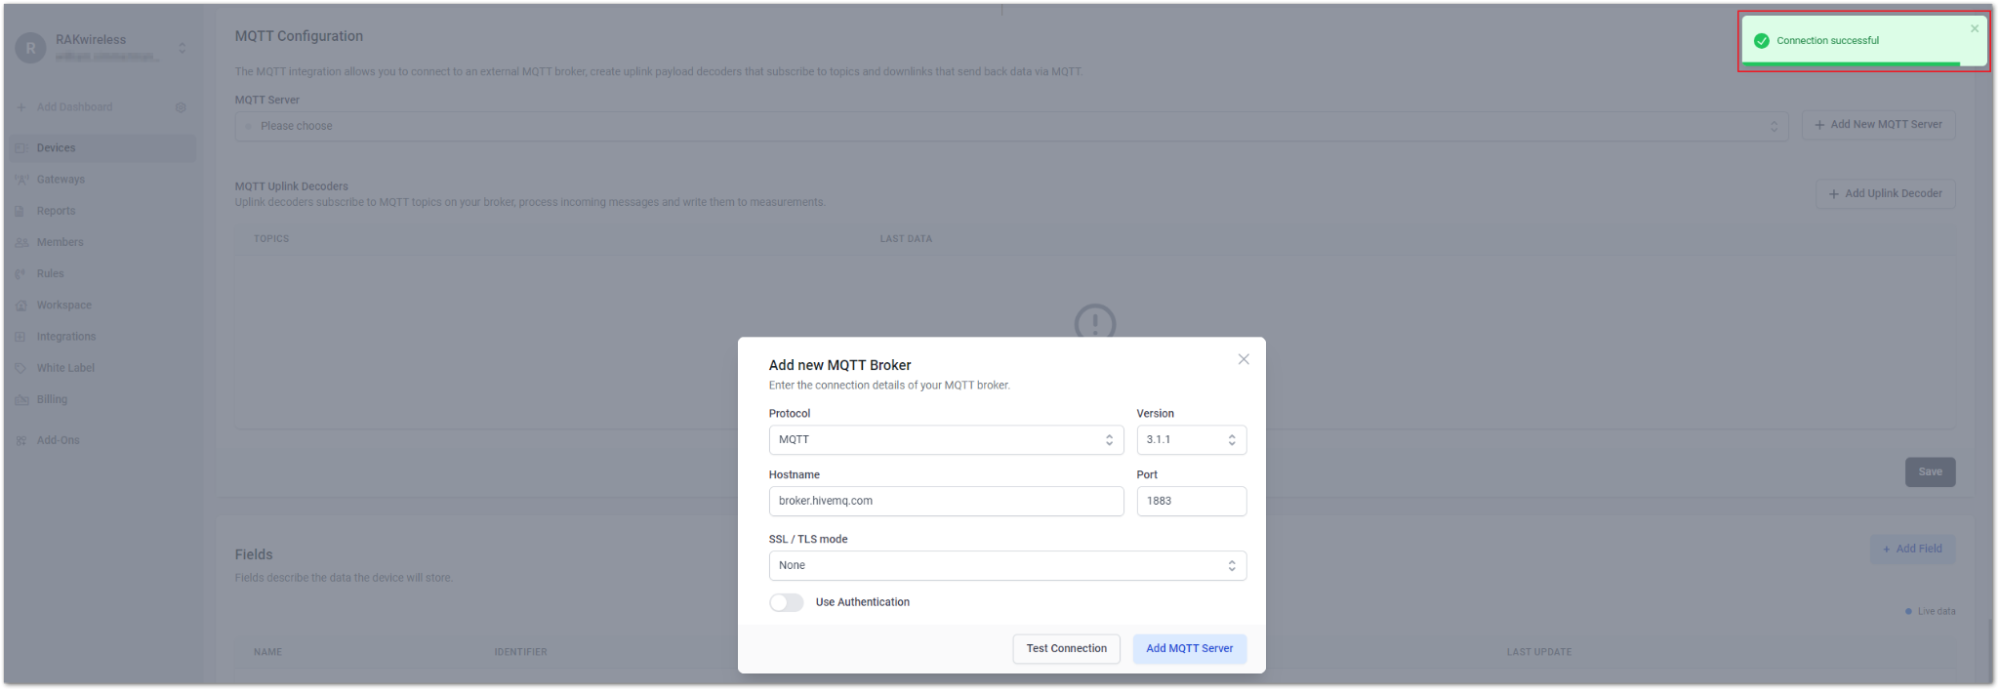 R
RAKwireless
Add Dashboard
Devices
Gateways
Reports
Members
Rules
Workspace
Integrations
White Label
Billing
Add-Ons
MQTT Configuration
The MQTT integration allows you to connect to an external MQTT broker, create uplink payload decoders that subscribe to topics and downlinks that send back data via MQTT.
MQTT Server
Please choose
+ Add New MQTT Server
MQTT Uplink Decoders
Uplink decoders subscribe to MQTT topics on your broker, process incoming messages and write them to measurements.
+ Add Uplink Decoder
TOPICS
LAST DATA
Connection successful
Add new MQTT Broker
Enter the connection details of your MQTT broker.
Protocol
Version
MQTT
3.1.1
Hostname
Port
broker.hivemq.com
1883
SSL / TLS mode
None
Use Authentication
Test Connection
Add MQTT Server
Save
Fields
Fields describe the data the device will store.
+ Add Field
Live data
NAME
IDENTIFIER
LAST UPDATE